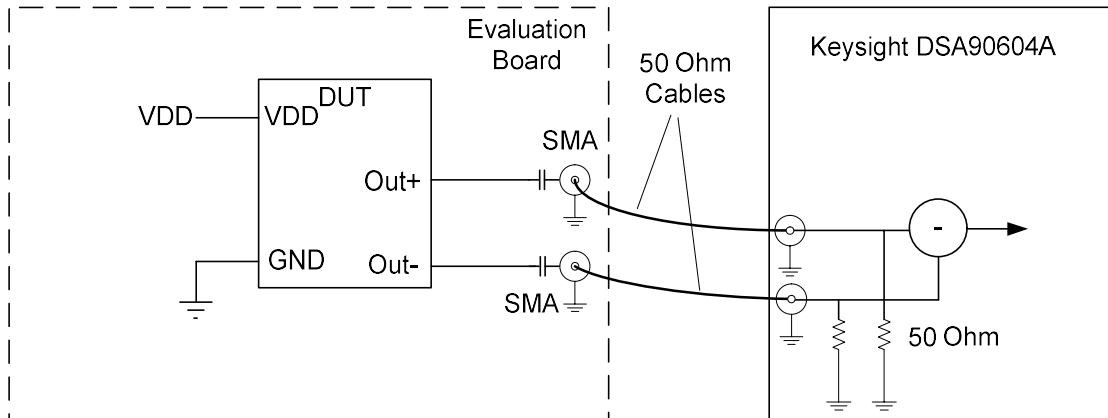 Evaluation
Board
Keysight DSA90604A
50 Ohm
Cables
DUT
VDD
VDD
SMA
Out+
-
GND
Out-
SMA
50 Ohm